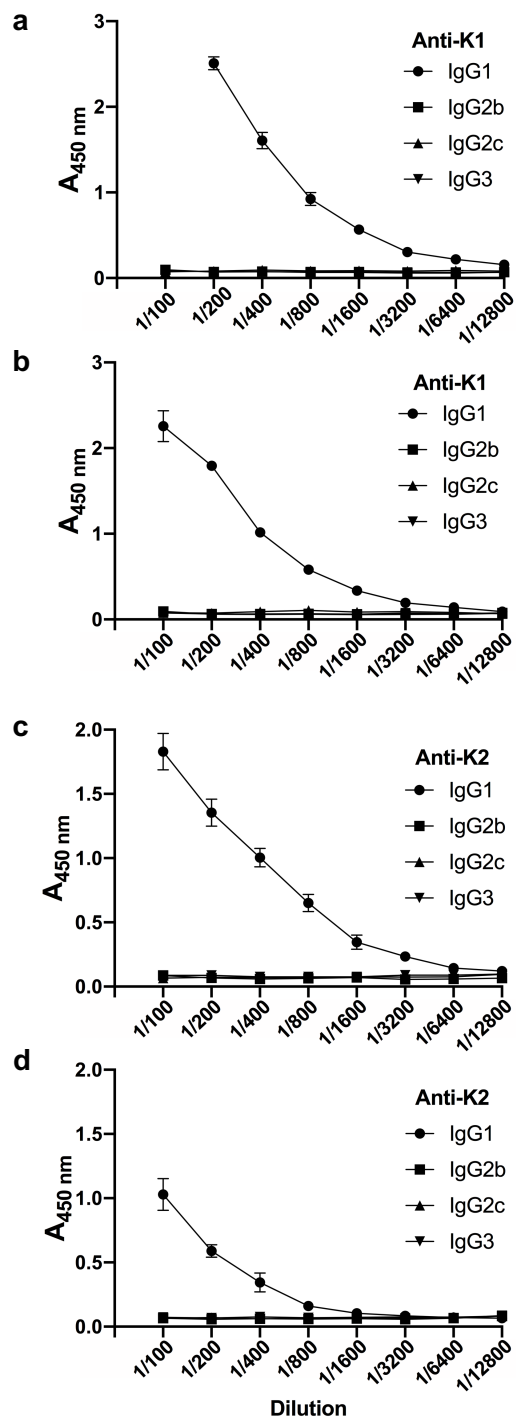 a
3
2
1
0
A450 nm
Anti-K1
IgG1
IgG2b
IgG2c
IgG3
1/100 1/200 1/400 1/800 1/1600 1/3200 1/6400 1/12800
b
3
2
1
0
A450 nm
Anti-K1
IgG1
IgG2b
IgG2c
IgG3
1/100 1/200 1/400 1/800 1/1600 1/3200 1/6400 1/12800
c
2.0
1.5
1.0
0.5
0.0
A450 nm
Anti-K2
IgG1
IgG2b
IgG2c
IgG3
1/100 1/200 1/400 1/800 1/1600 1/3200 1/6400 1/12800
d
2.0
1.5
1.0
0.5
0.0
A450 nm
Anti-K2
IgG1
IgG2b
IgG2c
IgG3
1/100 1/200 1/400 1/800 1/1600 1/3200 1/6400 1/12800
Dilution